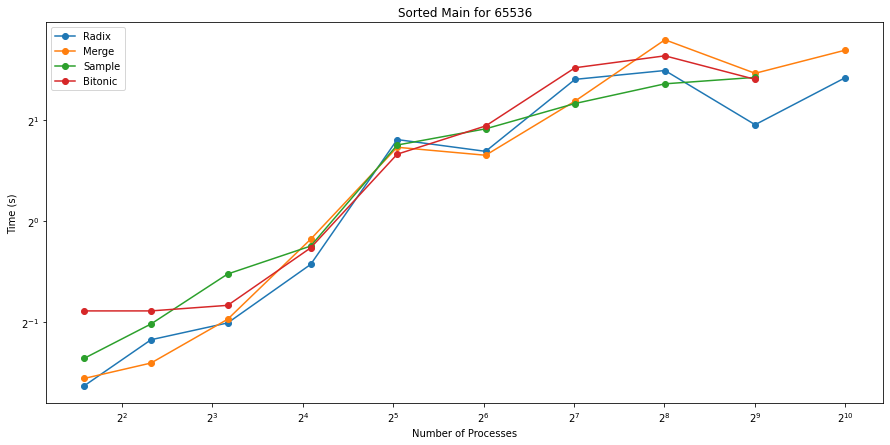 Sorted Main for 65536
Radix
Merge
Sample
Bitonic
Time (s)
2^1
2^0
2^-1
2^2 2^3 2^4 2^5 2^6 2^7 2^8 2^9 2^10
Number of Processes